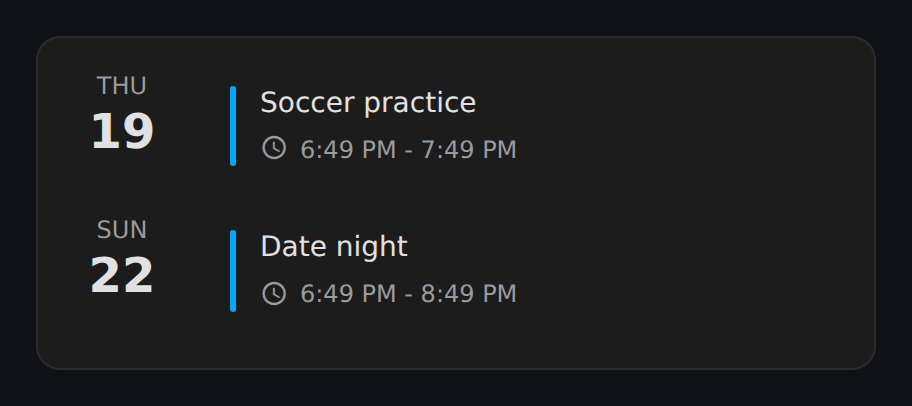 THU
19
Soccer practice
6:49 PM - 7:49 PM
SUN
22
Date night
6:49 PM - 8:49 PM